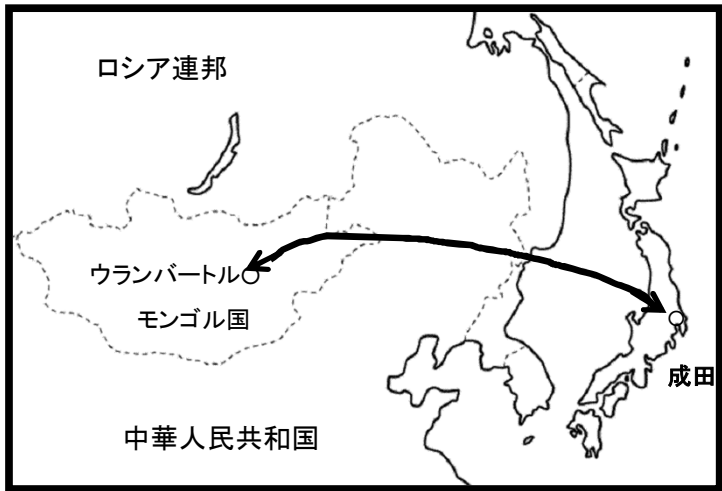 ロシア連邦
ウランバートル
モンゴル国
成田
中華人民共和国